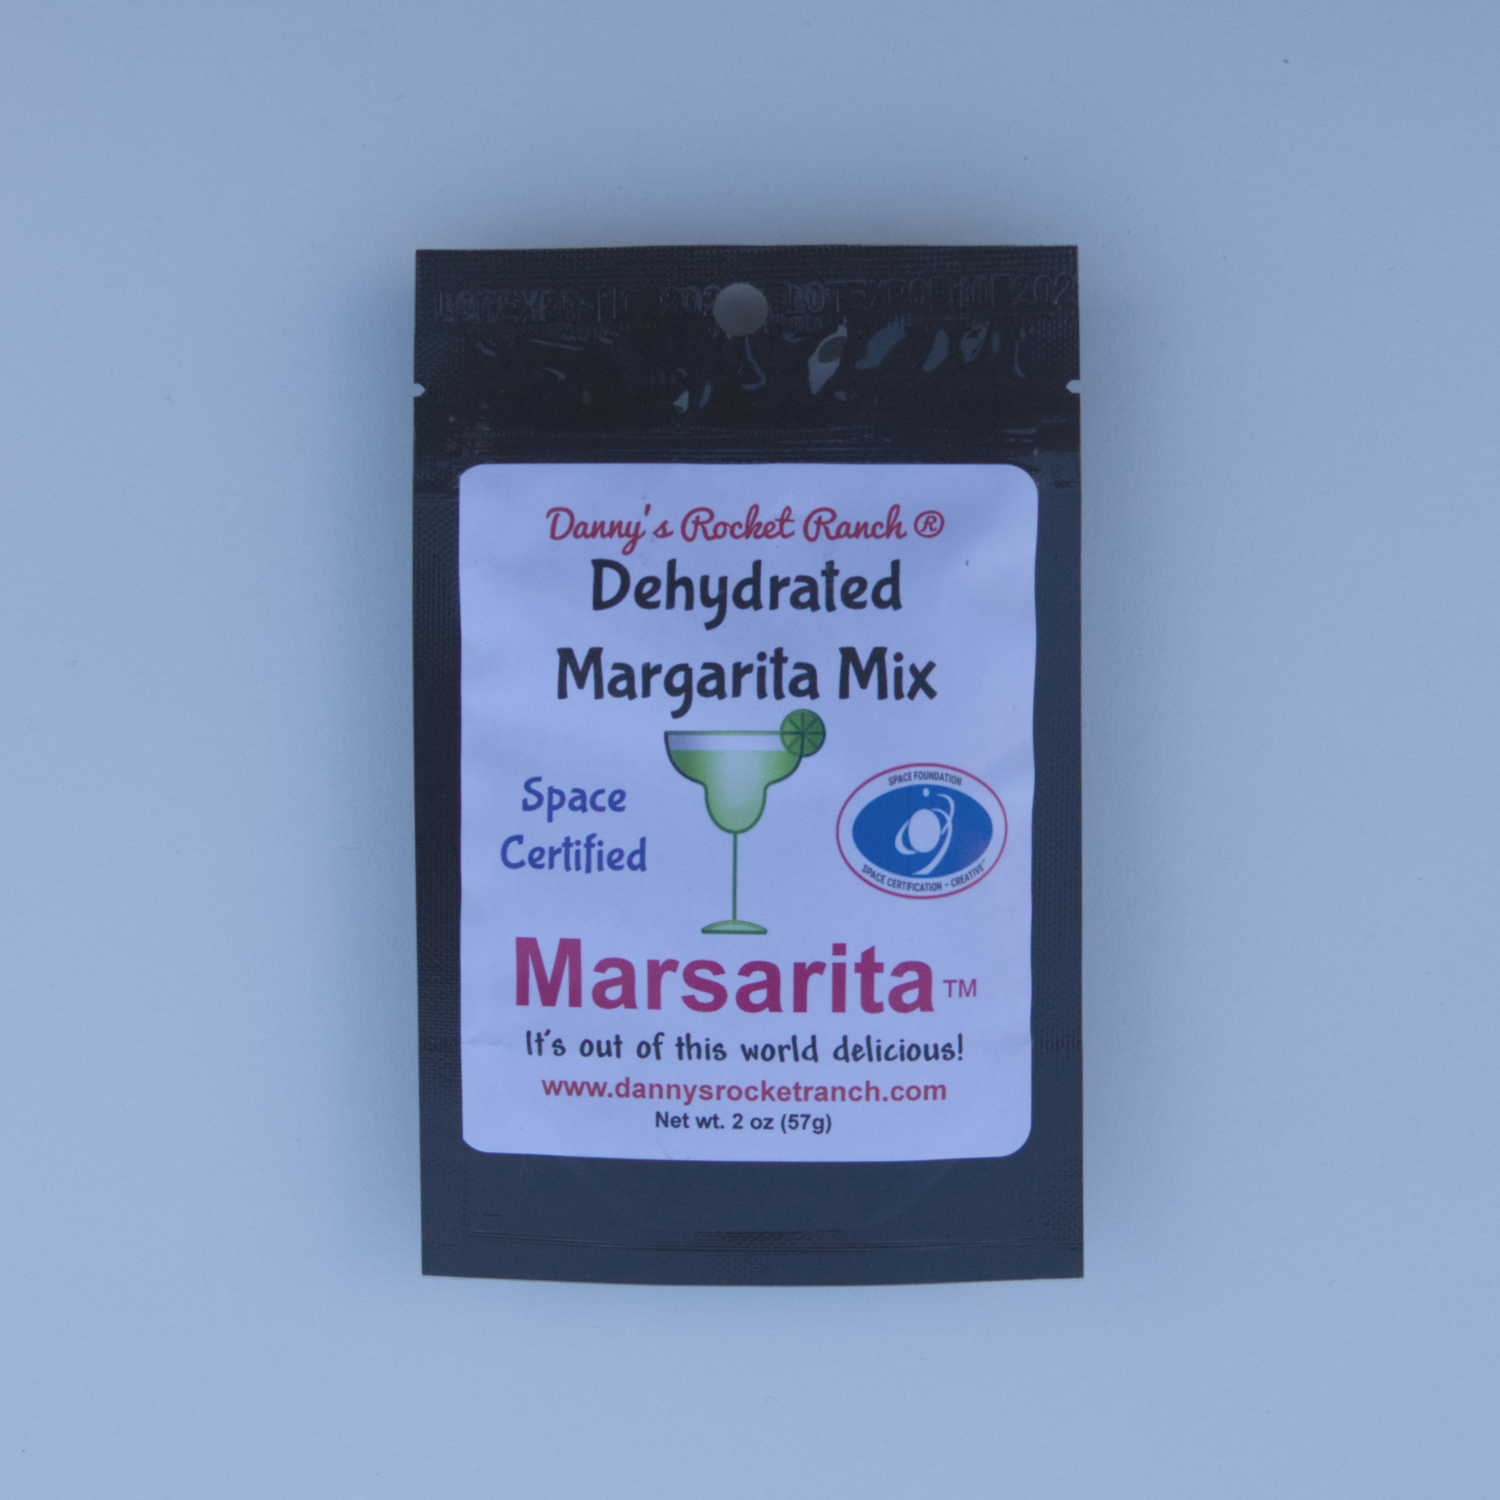 Danny's Rocket Ranch ®
Dehydrated
Margarita Mix
Space
Certified
SPACE FOUNDATION
SPACE CERTIFICATION - CREATIVE™
Marsarita™
It's out of this world delicious!
www.dannysrocketranch.com
Net wt. 2 oz (57g)